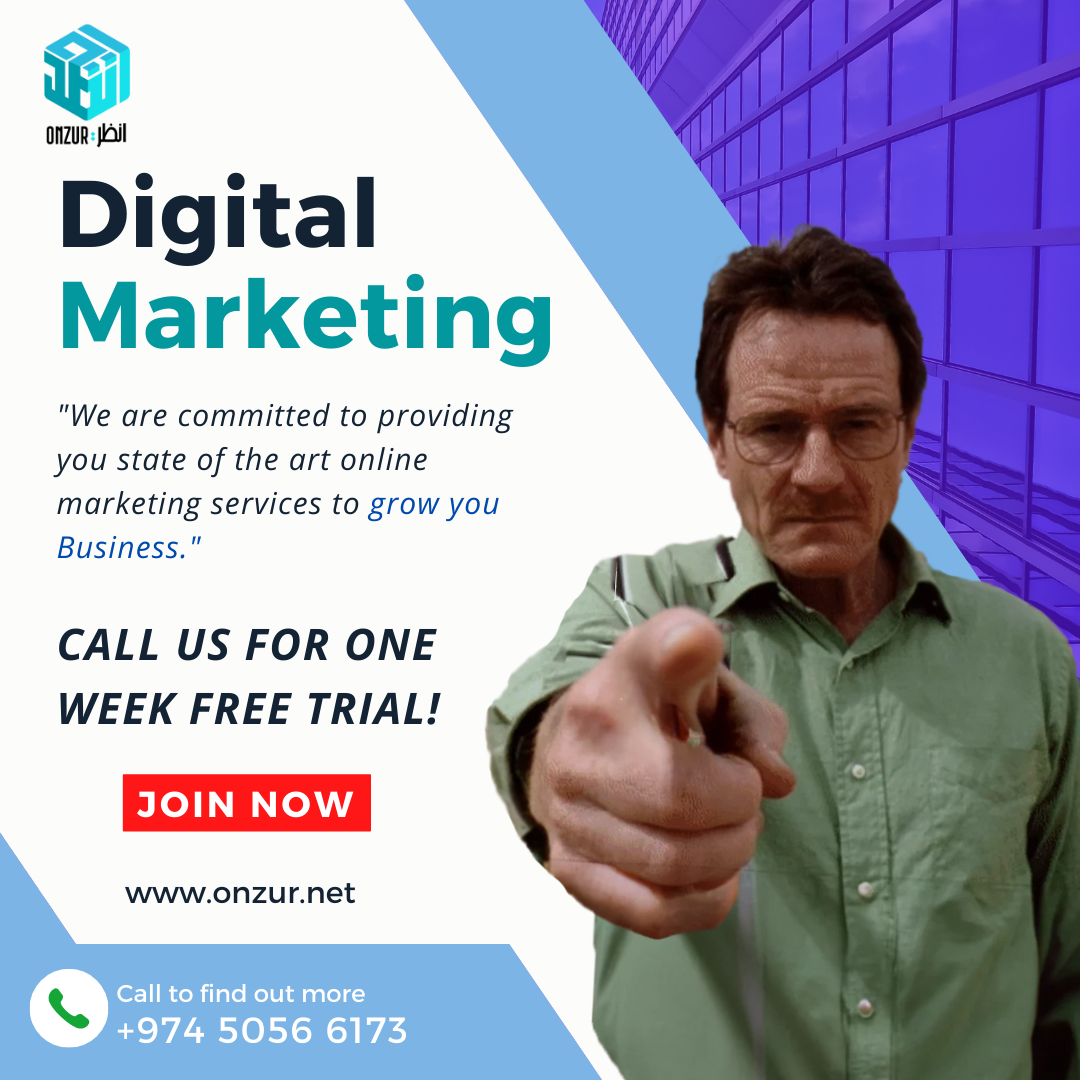 ONZUR:انظر
Digital
Marketing
"We are committed to providing
you state of the art online
marketing services to grow you
Business."
CALL US FOR ONE
WEEK FREE TRIAL!
JOIN NOW
www.onzur.net
Call to find out more
+974 5056 6173